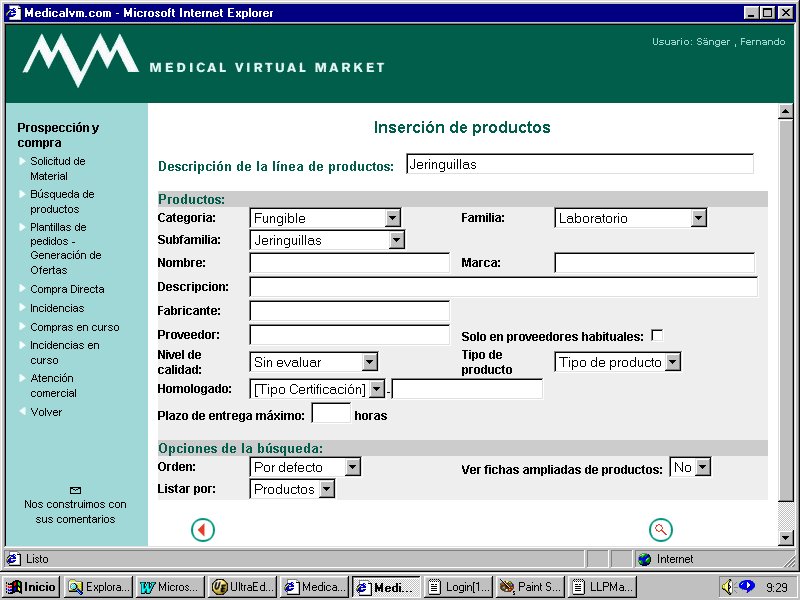 Medicalvm.com - Microsoft Internet Explorer
MVM MEDICAL VIRTUAL MARKET
Usuario: Sänger , Fernando
Prospección y
compra
Solicitud de
Material
Búsqueda de
productos
Plantillas de
pedidos -
Generación de
Ofertas
Compra Directa
Incidencias
Compras en curso
Incidencias en
curso
Atención
comercial
Volver
Nos construimos con
sus comentarios
Inserción de productos
Descripción de la línea de productos: Jeringuillas
Productos:
Categoria: Fungible Familia: Laboratorio
Subfamilia: Jeringuillas
Nombre: Marca:
Descripcion:
Fabricante:
Proveedor: Solo en proveedores habituales:
Nivel de
calidad: Sin evaluar Tipo de
producto Tipo de producto
Homologado: [Tipo Certificación] -
Plazo de entrega máximo: horas
Opciones de la búsqueda:
Orden: Por defecto Ver fichas ampliadas de productos: No
Listar por: Productos
Listo Internet
Inicio Explora... Micros... UltraEd... Medica... Medi... Login[1... Paint S... LLPMa... 9:29